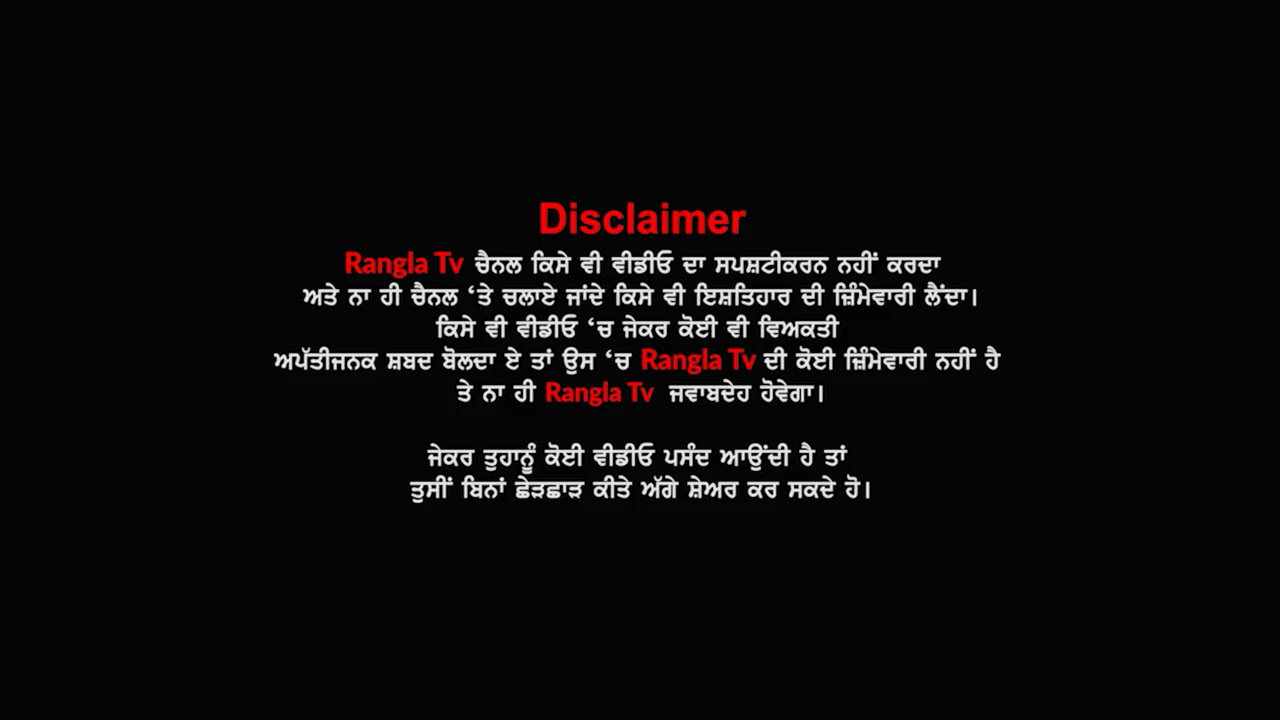 Disclaimer
Rangla Tv ਚੈਨਲ ਕਿਸੇ ਵੀ ਵੀਡੀਓ ਦਾ ਸਪਸ਼ਟੀਕਰਨ ਨਹੀਂ ਕਰਦਾ
ਅਤੇ ਨਾ ਹੀ ਚੈਨਲ ‘ਤੇ ਚਲਾਏ ਜਾਂਦੇ ਕਿਸੇ ਵੀ ਇਸ਼ਤਿਹਾਰ ਦੀ ਜ਼ਿੰਮੇਵਾਰੀ ਲੈਂਦਾ।
ਕਿਸੇ ਵੀ ਵੀਡੀਓ ‘ਚ ਜੇਕਰ ਕੋਈ ਵੀ ਵਿਅਕਤੀ
ਅਪੱਤੀਜਨਕ ਸ਼ਬਦ ਬੋਲਦਾ ਏ ਤਾਂ ਉਸ ‘ਚ Rangla Tv ਦੀ ਕੋਈ ਜ਼ਿੰਮੇਵਾਰੀ ਨਹੀਂ ਹੈ
ਤੇ ਨਾ ਹੀ Rangla Tv ਜਵਾਬਦੇਹ ਹੋਵੇਗਾ।
ਜੇਕਰ ਤੁਹਾਨੂੰ ਕੋਈ ਵੀਡੀਓ ਪਸੰਦ ਆਉਂਦੀ ਹੈ ਤਾਂ
ਤੁਸੀਂ ਬਿਨਾਂ ਛੇੜਛਾੜ ਕੀਤੇ ਅੱਗੇ ਸ਼ੇਅਰ ਕਰ ਸਕਦੇ ਹੋ।